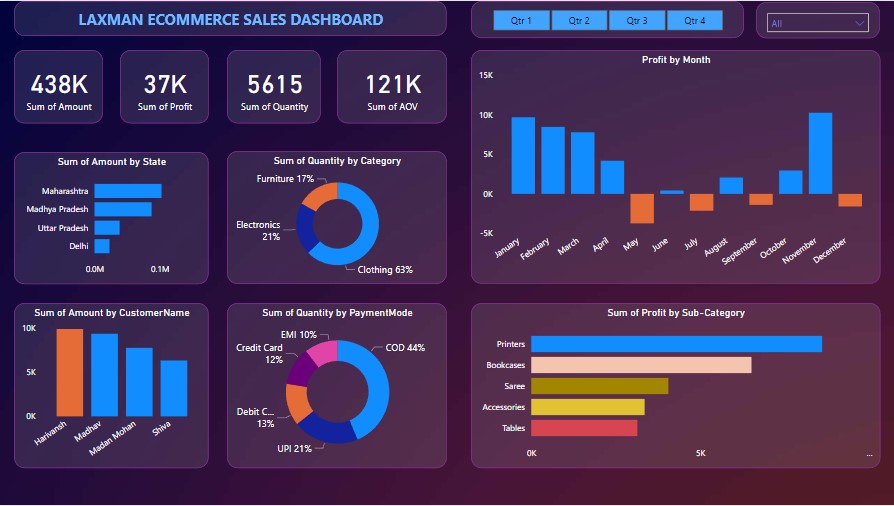 LAXMAN ECOMMERCE SALES DASHBOARD
Qtr 1
Qtr 2
Qtr 3
Qtr 4
All
438K
Sum of Amount
37K
Sum of Profit
5615
Sum of Quantity
121K
Sum of AOV
Profit by Month
15K
10K
5K
0K
-5K
January
February
March
April
May
June
July
August
September
October
November
December
Sum of Amount by State
Maharashtra
Madhya Pradesh
Uttar Pradesh
Delhi
0.0M
0.1M
Sum of Quantity by Category
Furniture 17%
Electronics
21%
Clothing 63%
Sum of Amount by CustomerName
10K
5K
0K
Harivansh
Madhav
Madan Mohan
Shiva
Sum of Quantity by PaymentMode
EMI 10%
COD 44%
Credit Card
12%
Debit C...
13%
UPI 21%
Sum of Profit by Sub-Category
Printers
Bookcases
Saree
Accessories
Tables
0K
5K
...